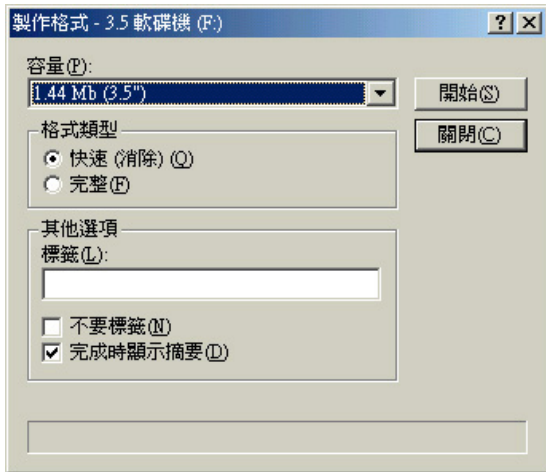 製作格式 - 3.5 軟碟機 (F:)
容量(P):
1.44 Mb (3.5")
開始(S)
格式類型
關閉(C)
快速 (消除) (Q)
完整(F)
其他選項
標籤(L):
不要標籤(N)
完成時顯示摘要(D)